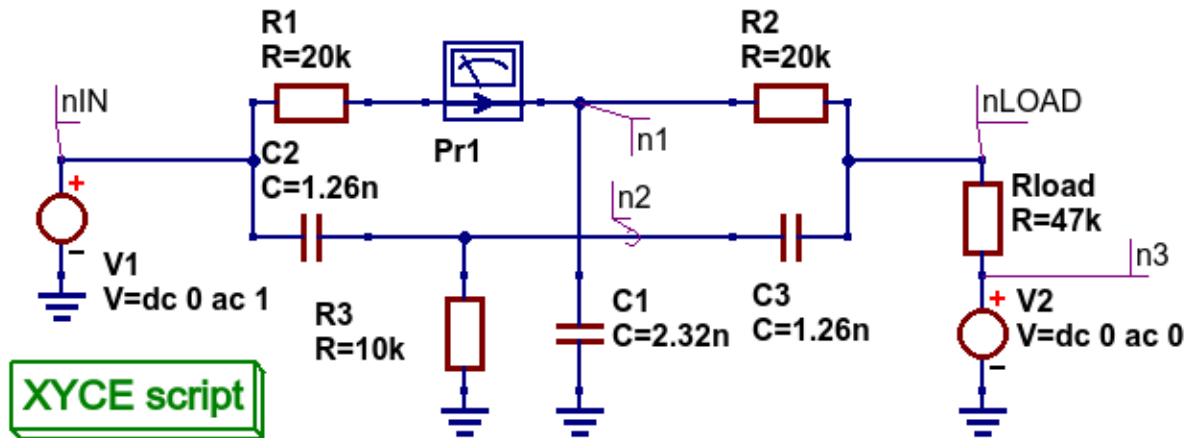 R1
R=20k
R2
R=20k
nIN
nLOAD
Pr1
n1
C2
C=1.26n
n2
Rload
R=47k
n3
V1
V=dc 0 ac 1
R3
R=10k
C1
C=2.32n
C3
C=1.26n
V2
V=dc 0 ac 0
XYCE script